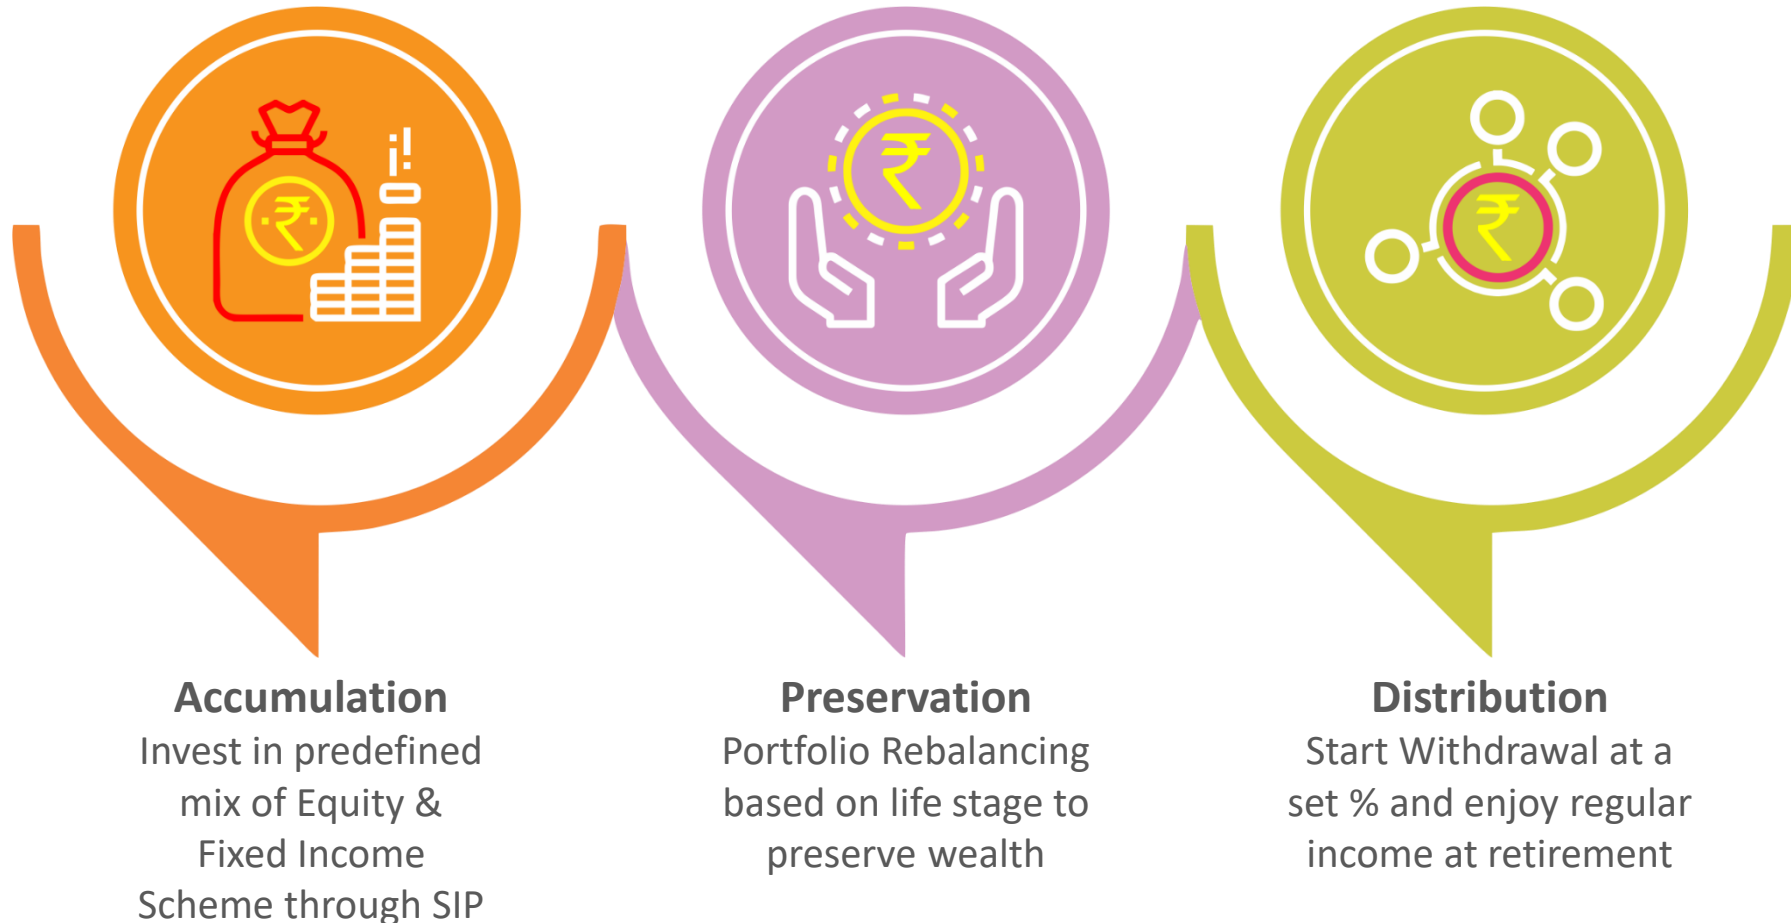 ₹
₹
₹
Accumulation
Invest in predefined
mix of Equity &
Fixed Income
Scheme through SIP
Preservation
Portfolio Rebalancing
based on life stage to
preserve wealth
Distribution
Start Withdrawal at a
set % and enjoy regular
income at retirement